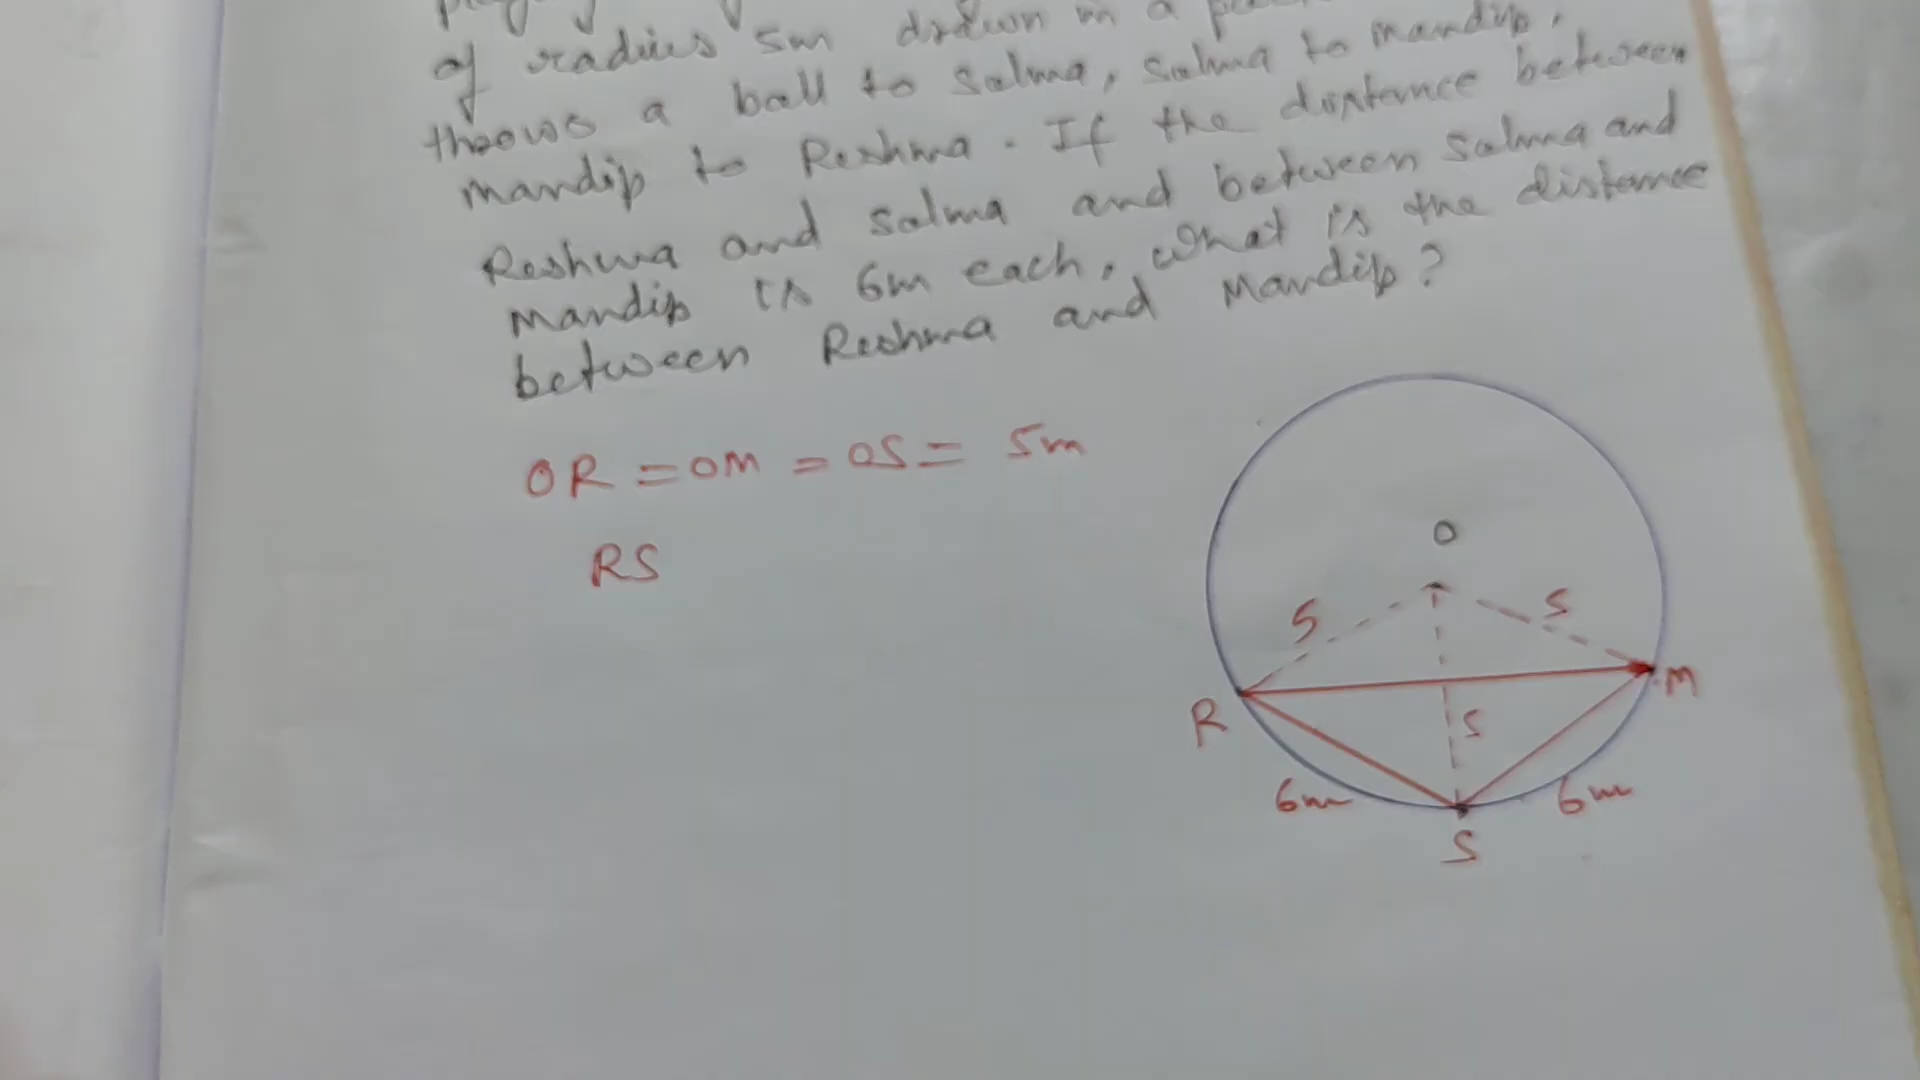 of radius 5m drawn in a
throws a ball to Salma, Salma to Mandip,
Mandip to Reshma. If the distance between
Reshma and Salma and between Salma and
Mandip is 6m each, what is the distance
between Reshma and Mandip?
OR = OM = OS = 5m
RS
O
5 5
M
R
5
6m 6m
S